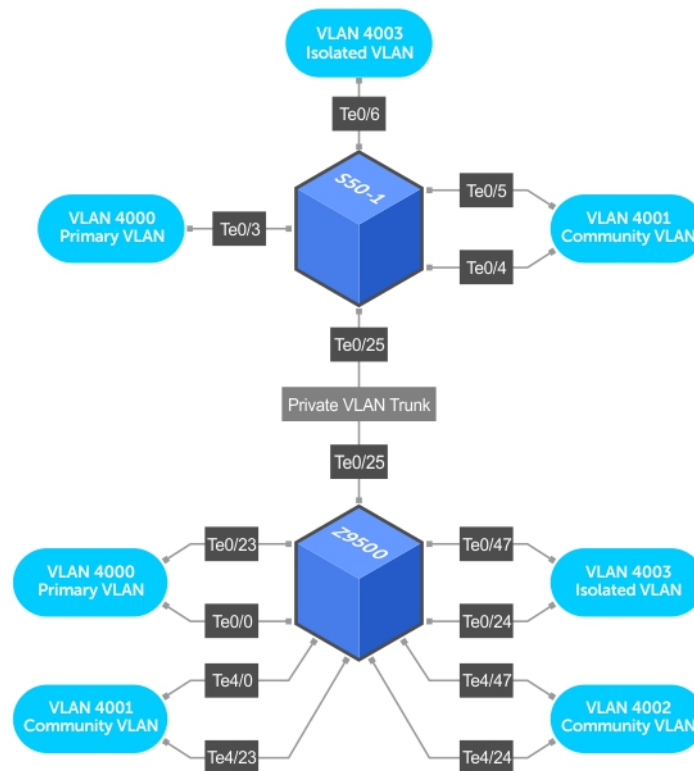 VLAN 4003
Isolated VLAN
Te0/6
S50-1
Te0/5
VLAN 4000
Primary VLAN
Te0/3
VLAN 4001
Community VLAN
Te0/4
Te0/25
Private VLAN Trunk
Te0/25
Z9500
Te0/23
Te0/47
VLAN 4000
Primary VLAN
VLAN 4003
Isolated VLAN
Te0/0
Te0/24
Te4/0
Te4/47
VLAN 4001
Community VLAN
VLAN 4002
Community VLAN
Te4/23
Te4/24